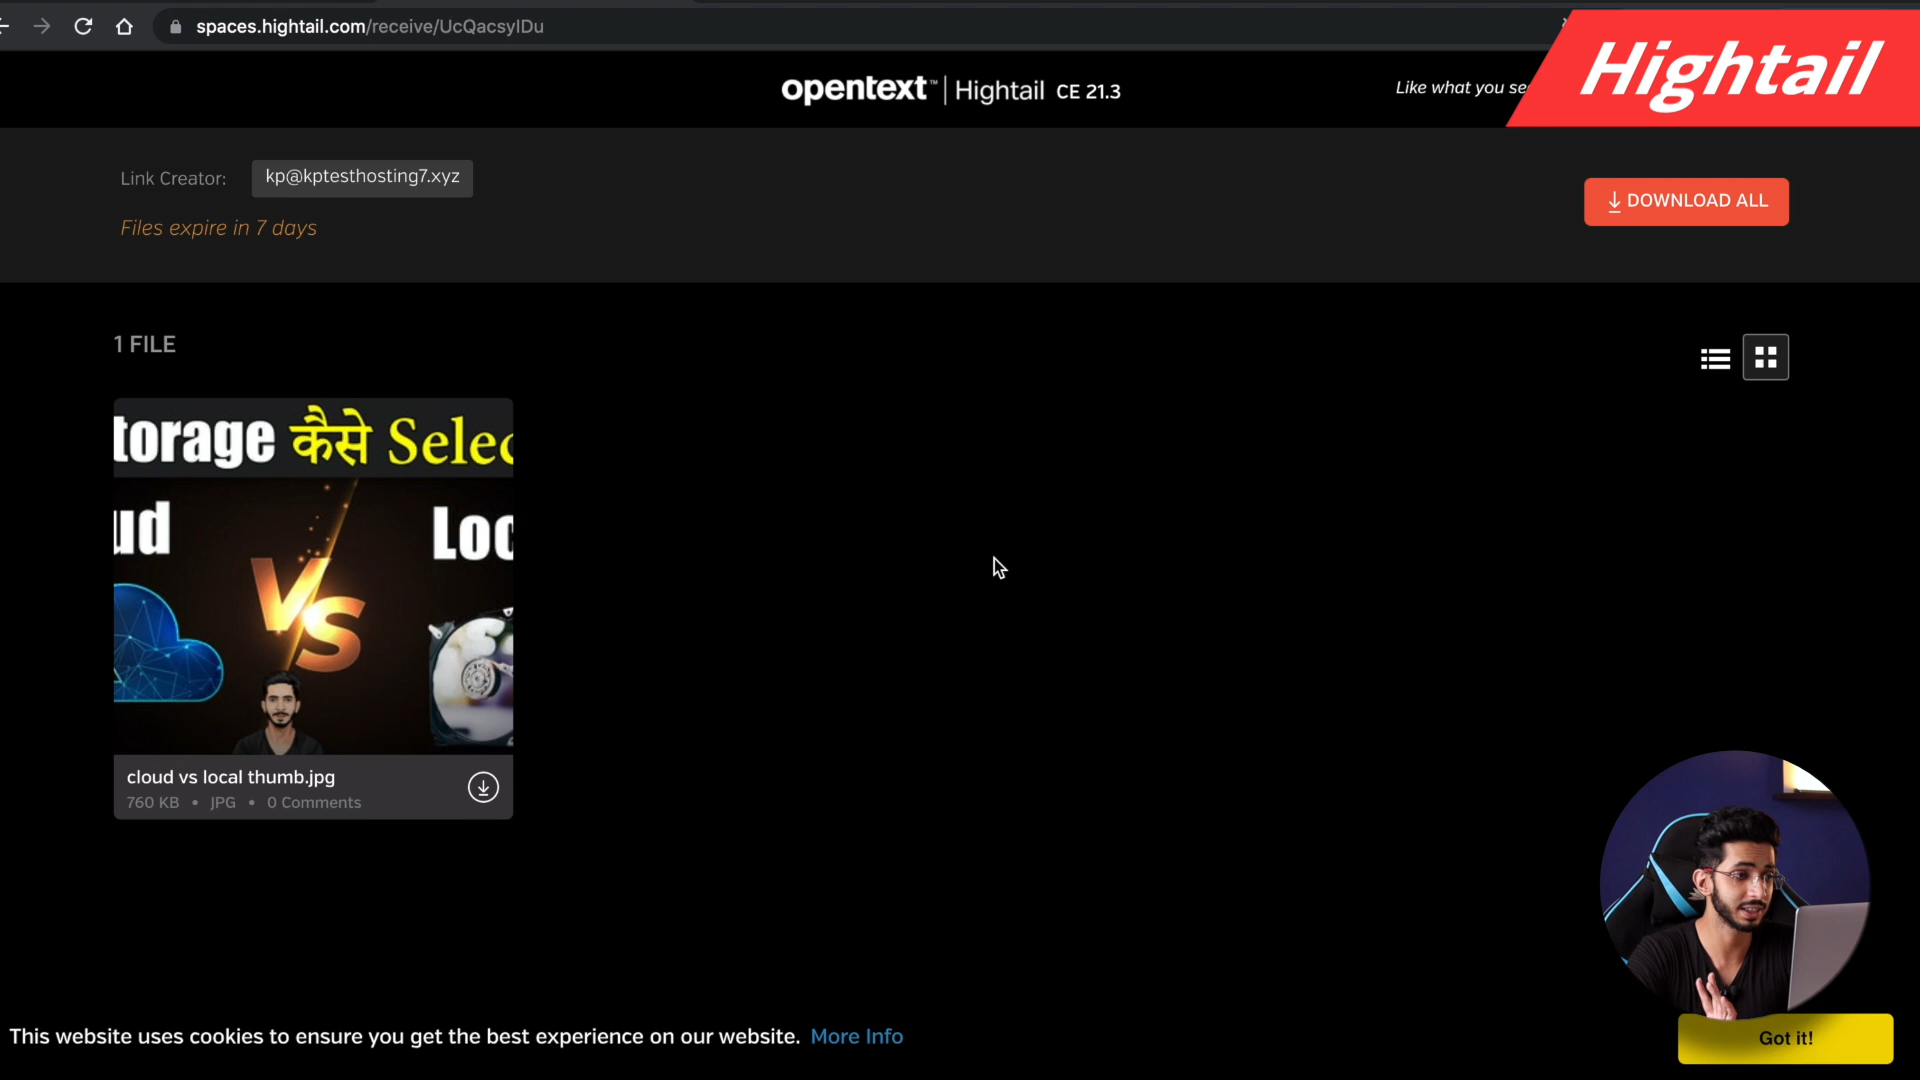 spaces.hightail.com/receive/UcQacsylDu
Hightail
opentext™ | Hightail CE 21.3
Like what you se
Link Creator: kp@kptesthosting7.xyz
DOWNLOAD ALL
Files expire in 7 days
1 FILE
torage कैसे Selec
ud
Loc
VS
cloud vs local thumb.jpg
760 KB • JPG • 0 Comments
This website uses cookies to ensure you get the best experience on our website. More Info
Got it!